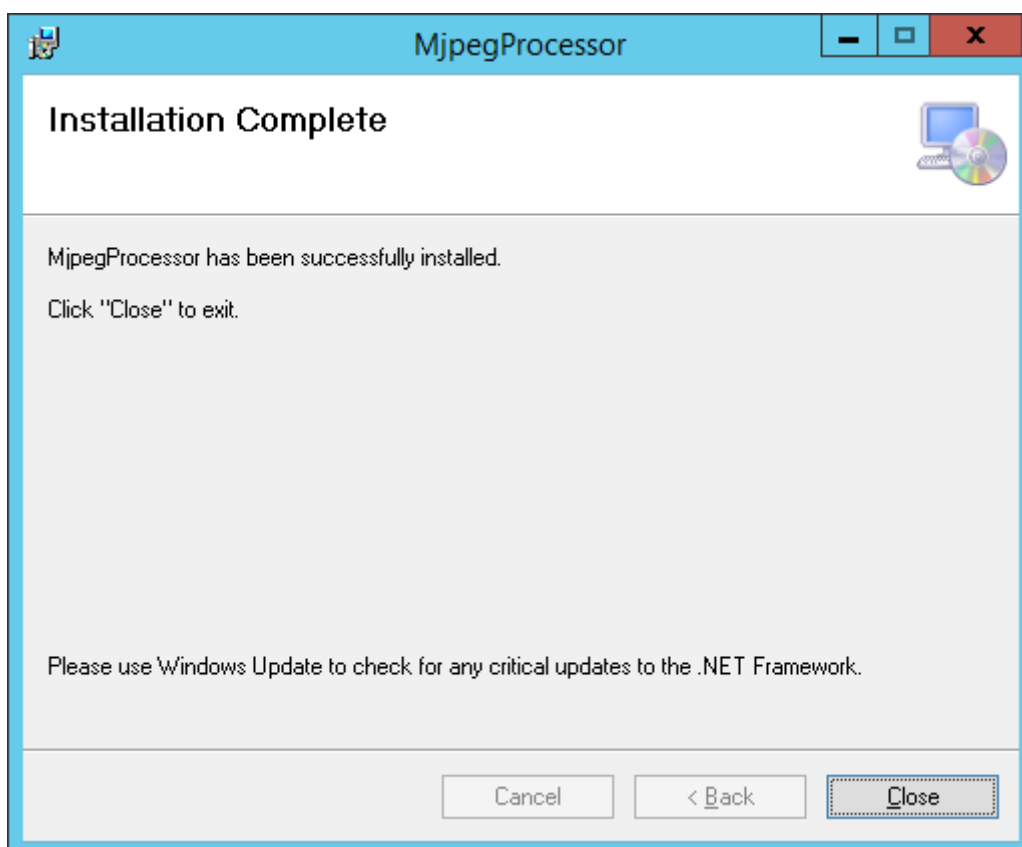 MjpegProcessor
Installation Complete
MjpegProcessor has been successfully installed.
Click "Close" to exit.
Please use Windows Update to check for any critical updates to the .NET Framework.
Cancel
< Back
Close